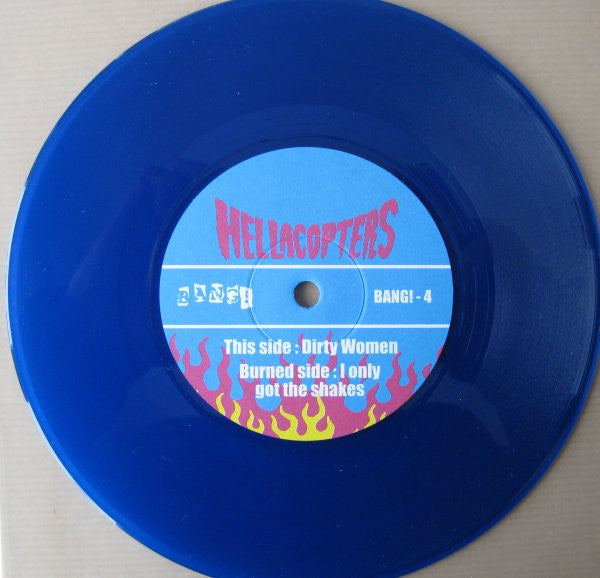 HELLACOPTERS
BANG!
BANG! - 4
This side : Dirty Women
Burned side : I only
got the shakes